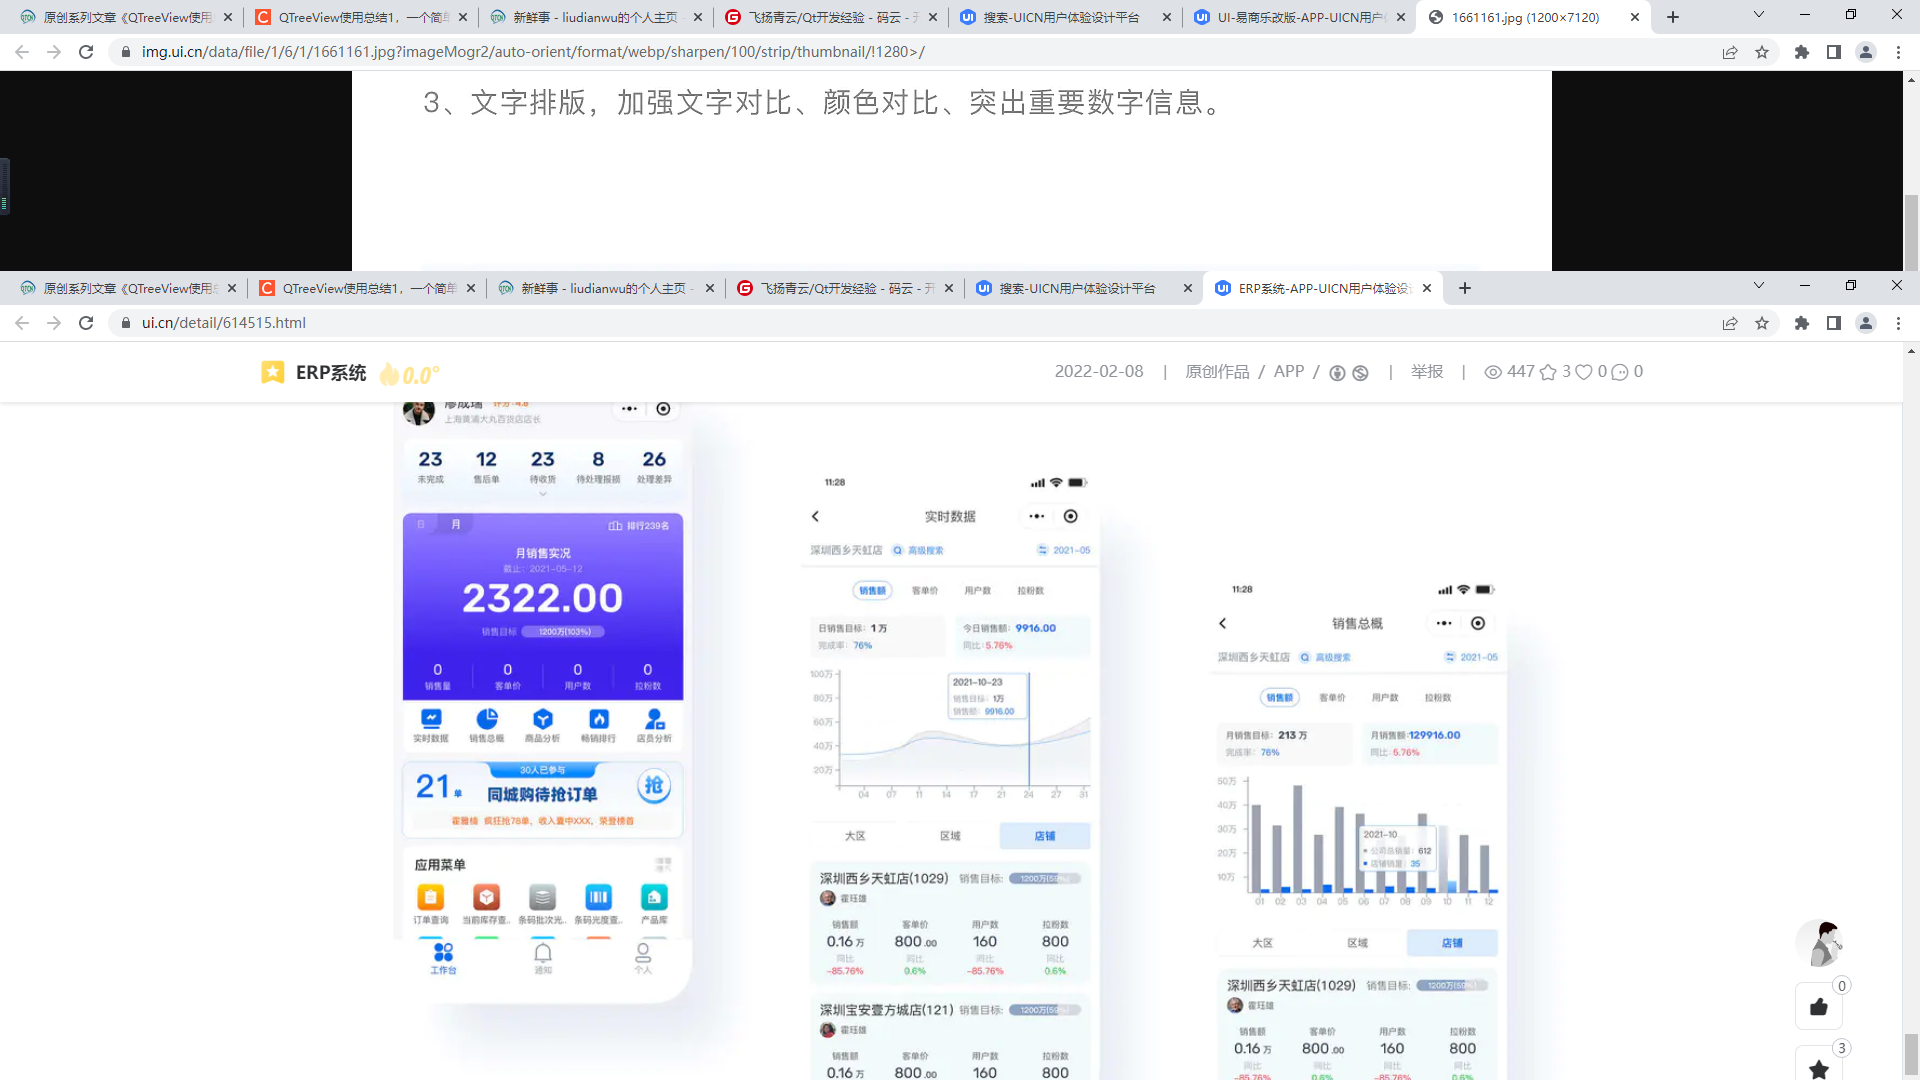 原创系列文章《QTreeView使用
QTreeView使用总结1，一个简单
新鲜事 - liudianwu的个人主页 -
飞扬青云/Qt开发经验 - 码云 - 开
搜索-UICN用户体验设计平台
UI-易商乐改版-APP-UICN用户
1661161.jpg (1200×7120)
img.ui.cn/data/file/1/6/1/1661161.jpg?imageMogr2/auto-orient/format/webp/sharpen/100/strip/thumbnail/!1280>/
3、文字排版，加强文字对比、颜色对比、突出重要数字信息。
原创系列文章《QTreeView使用总
QTreeView使用总结1，一个简单
新鲜事 - liudianwu的个人主页 -
飞扬青云/Qt开发经验 - 码云 - 开
搜索-UICN用户体验设计平台
ERP系统-APP-UICN用户体验设
ui.cn/detail/614515.html
ERP系统 0.0°
2022-02-08 | 原创作品 / APP / | 举报 | 447 3 0 0
廖成瑞 评分:4.8
上海黄浦大丸百货店店长
23 12 23 8 26
未完成 售后单 待收货 待处理报损 处理差异
日 月 排行239名
月销售实况
截止：2021-05-12
2322.00
销售目标 1200万(103%)
0 0 0 0
销售量 客单价 用户数 拉粉数
实时数据 销售总概 商品分析 畅销排行 店员分析
30人已参与
21单 同城购待抢订单 抢
霍雅楠 疯狂抢78单，收入囊中XXX，荣登榜首
应用菜单
订单查询 当前库存查.. 条码批次光.. 条码光度查.. 产品库
工作台 通知 个人
11:28
实时数据
深圳西乡天虹店 高级搜索 2021-05
销售额 客单价 用户数 拉粉数
日销售目标：1万 今日销售额：9916.00
完成率：76% 同比：5.76%
100万
80万
60万
40万
20万
2021-10-23
销售目标：1万
销售额：9916.00
04 07 11 14 17 21 24 27 31
大区 区域 店铺
深圳西乡天虹店(1029) 销售目标: 1200万(59%)
霍珏雄
销售额 客单价 用户数 拉粉数
0.16 万 800 .00 160 800
同比 同比 同比 同比
-85.76% 0.6% -85.76% 0.6%
深圳宝安壹方城店(121) 销售目标: 1200万(59%)
霍珏雄
销售额 客单价 用户数 拉粉数
0.16 万 800 .00 160 800
11:28
销售总概
深圳西乡天虹店 高级搜索 2021-05
销售额 客单价 用户数 拉粉数
月销售目标：213 万 月销售额:129916.00
完成率：76% 同比：5.76%
50万
40万
30万
20万
10万
2021-10
公司总销量：612
店铺销量：35
01 02 03 04 05 06 07 08 09 10 11 12
大区 区域 店铺
深圳西乡天虹店(1029) 销售目标: 1200万(59%)
霍珏雄
销售额 客单价 用户数 拉粉数
0.16 万 800 .00 160 800
同比 同比 同比 同比
-85.76% 0.6% -85.76% 0.6%
0
3